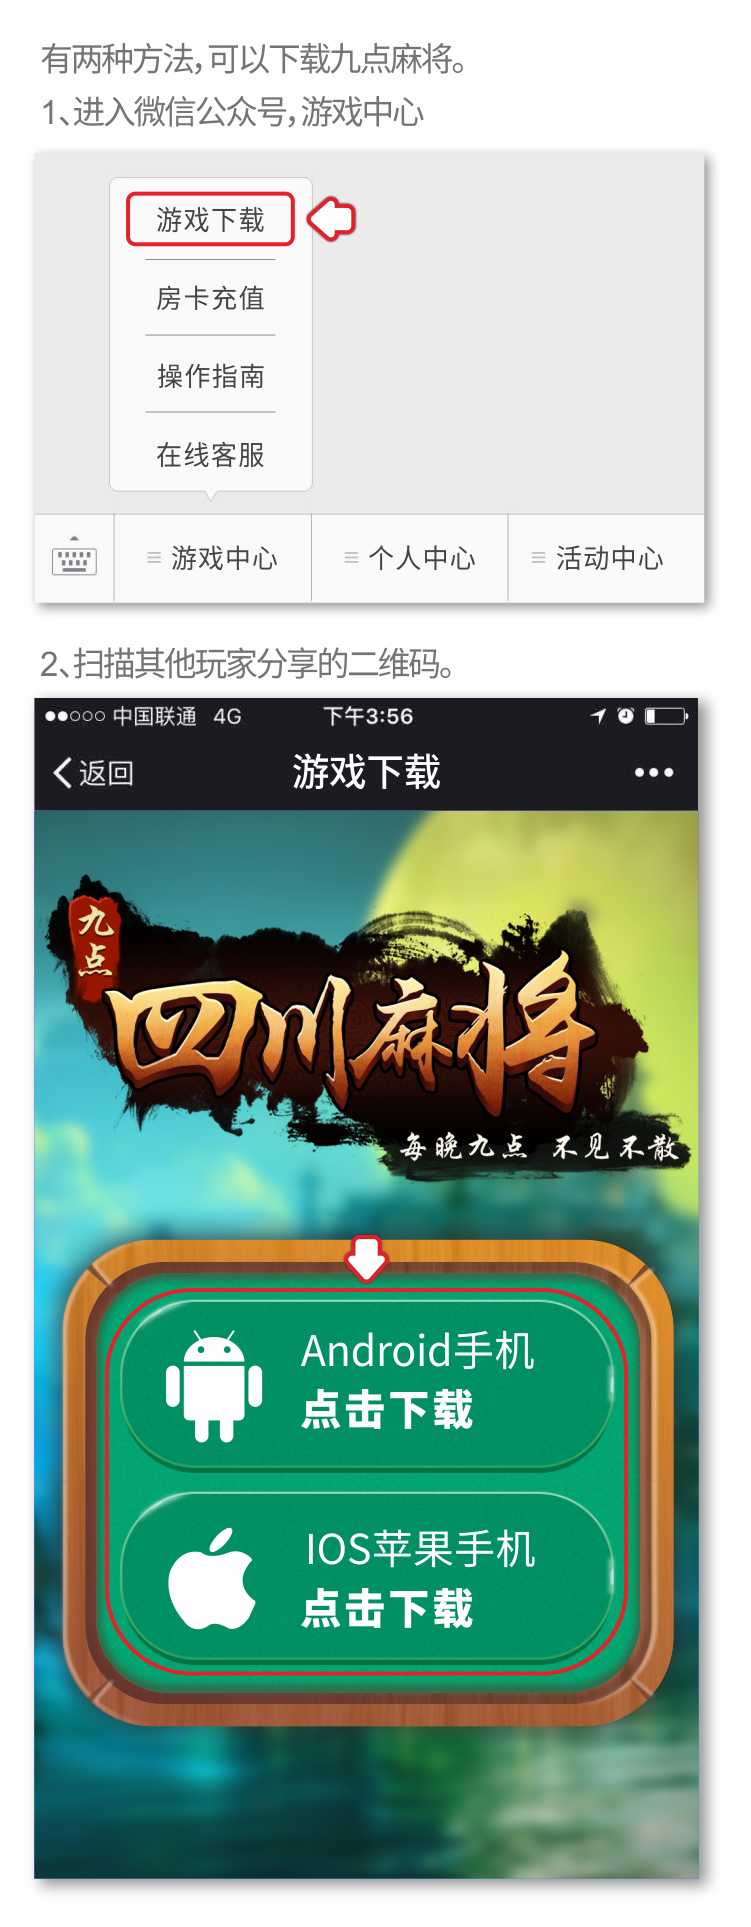 有两种方法，可以下载九点麻将。
1、进入微信公众号，游戏中心
游戏下载
房卡充值
操作指南
在线客服
游戏中心
个人中心
活动中心
2、扫描其他玩家分享的二维码。
中国联通 4G 下午3:56
返回 游戏下载
九点
四川麻将
每晚九点 不见不散
Android手机
点击下载
IOS苹果手机
点击下载